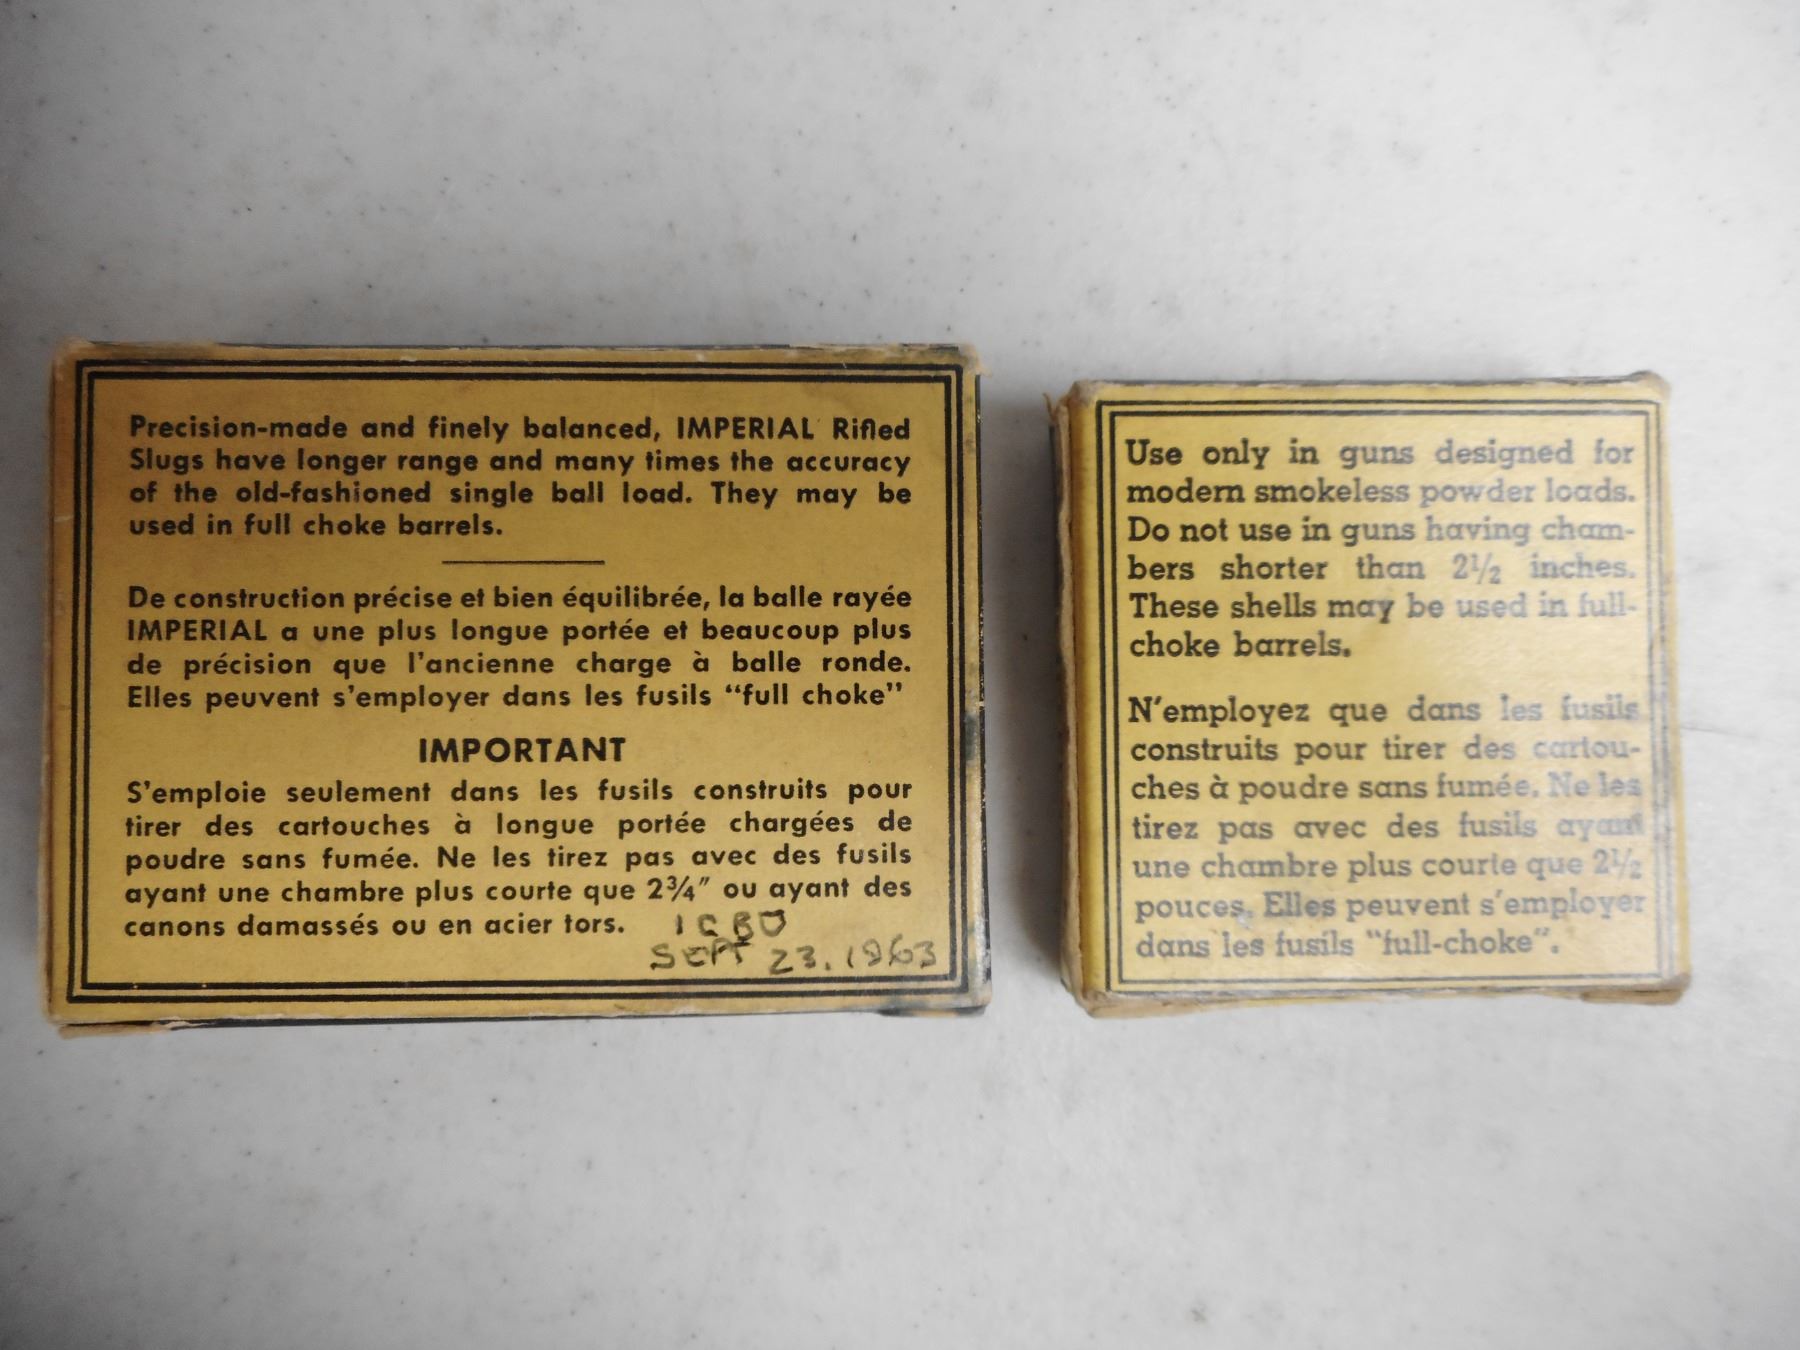 Precision-made and finely balanced, IMPERIAL Rifled
Slugs have longer range and many times the accuracy
of the old-fashioned single ball load. They may be
used in full choke barrels.
De construction précise et bien équilibrée, la balle rayée
IMPERIAL a une plus longue portée et beaucoup plus
de précision que l'ancienne charge à balle ronde.
Elles peuvent s'employer dans les fusils “full choke”
IMPORTANT
S'emploie seulement dans les fusils construits pour
tirer des cartouches à longue portée chargées de
poudre sans fumée. Ne les tirez pas avec des fusils
ayant une chambre plus courte que 2¾″ ou ayant des
canons damassés ou en acier tors.
SEPT 23. 1963
Use only in guns designed for
modern smokeless powder loads.
Do not use in guns having cham-
bers shorter than 2½ inches.
These shells may be used in full-
choke barrels.
N'employez que dans les fusils
construits pour tirer des cartou-
ches à poudre sans fumée. Ne les
tirez pas avec des fusils ayant
une chambre plus courte que 2½
pouces. Elles peuvent s'employer
dans les fusils “full-choke”.